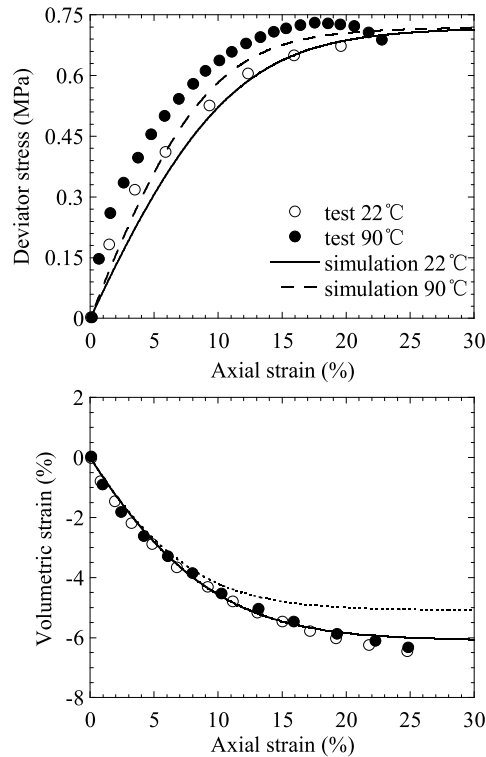 0.75
0.6
0.45
0.3
0.15
0
Deviator stress (MPa)
test 22℃
test 90℃
simulation 22℃
simulation 90℃
0 5 10 15 20 25 30
Axial strain (%)
2
0
-2
-4
-6
-8
Volumetric strain (%)
0 5 10 15 20 25 30
Axial strain (%)